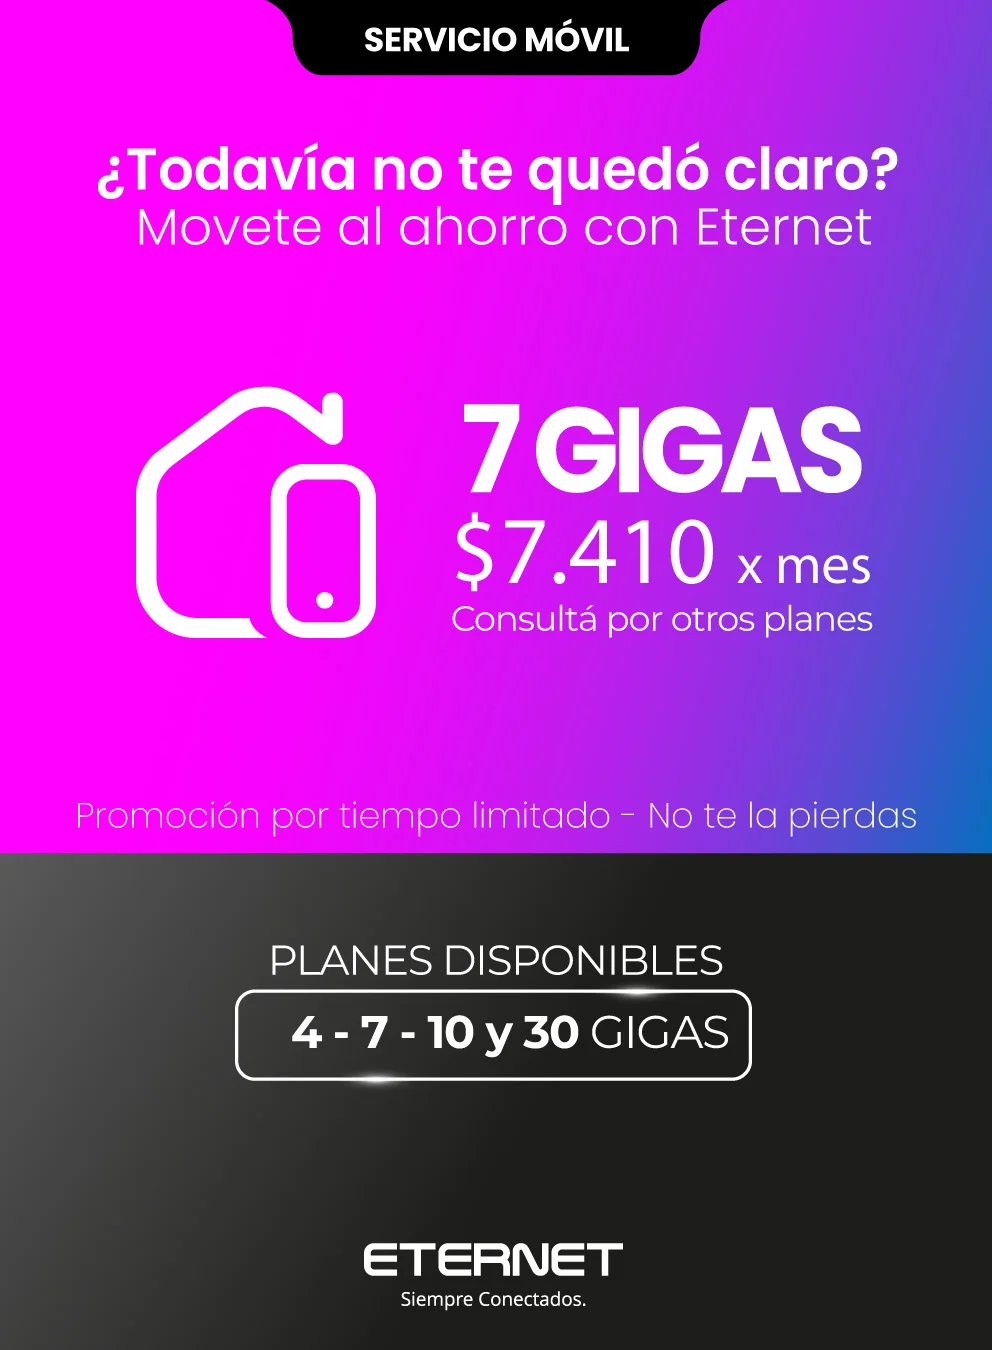 SERVICIO MÓVIL
¿Todavía no te quedó claro?
Movete al ahorro con Eternet
7 GIGAS
$7.410 x mes
Consultá por otros planes
Promoción por tiempo limitado - No te la pierdas
PLANES DISPONIBLES
4 - 7 - 10 y 30 GIGAS
ETERNET
Siempre Conectados.